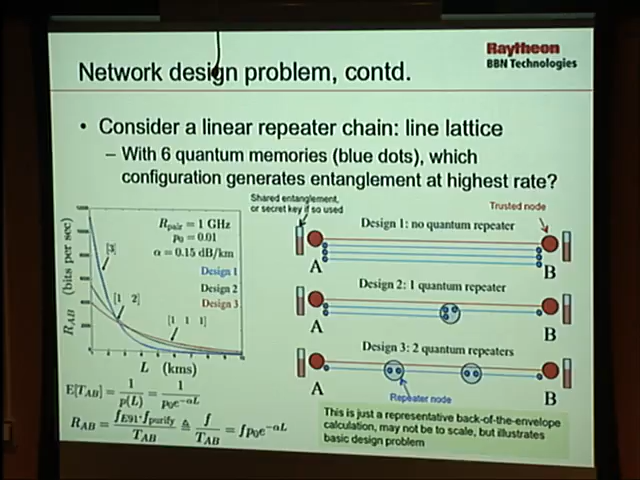 Raytheon
BBN Technologies
Network design problem, contd.
• Consider a linear repeater chain: line lattice
– With 6 quantum memories (blue dots), which
configuration generates entanglement at highest rate?
Shared entanglement,
or secret key if so used
Trusted node
Design 1: no quantum repeater
A
B
Design 2: 1 quantum repeater
A
B
Design 3: 2 quantum repeaters
A
B
Repeater node
R_AB (bits per sec)
R_pair = 1 GHz
p₀ = 0.01
α = 0.15 dB/km
Design 1
Design 2
Design 3
[3]
[1 2]
[1 1 1]
L (kms)
E[T_AB] = 1/p(L) = 1/(p₀e^{-αL})
R_AB = (f_E91·f_purify)/T_AB ≜ f/T_AB = fp₀e^{-αL}
This is just a representative back-of-the-envelope
calculation, may not be to scale, but illustrates
basic design problem